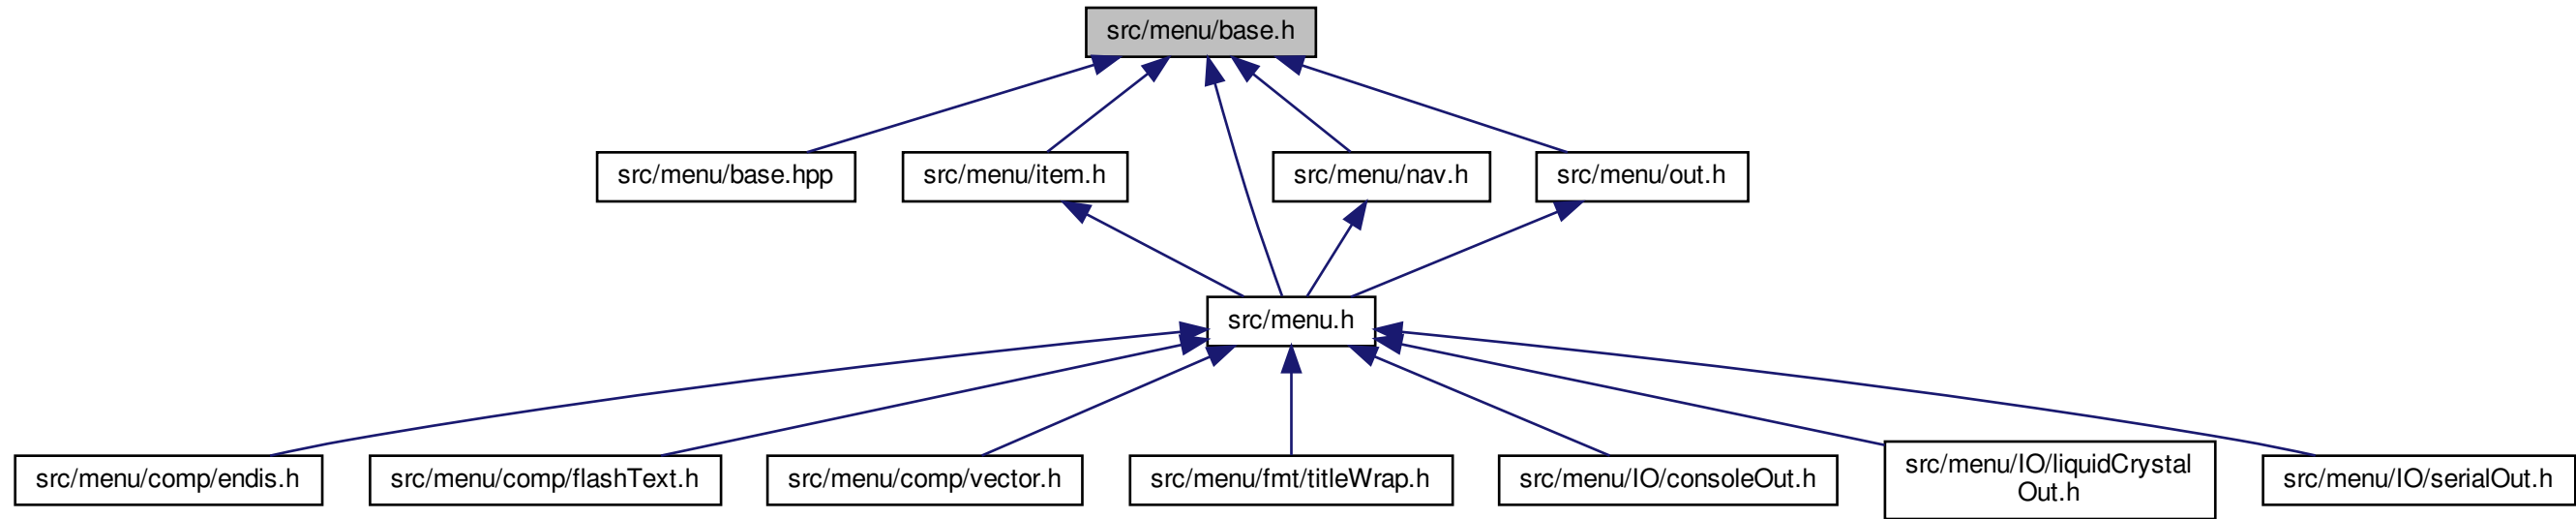 src/menu/base.h
src/menu/base.hpp
src/menu/item.h
src/menu/nav.h
src/menu/out.h
src/menu.h
src/menu/comp/endis.h
src/menu/comp/flashText.h
src/menu/comp/vector.h
src/menu/fmt/titleWrap.h
src/menu/IO/consoleOut.h
src/menu/IO/liquidCrystal
Out.h
src/menu/IO/serialOut.h